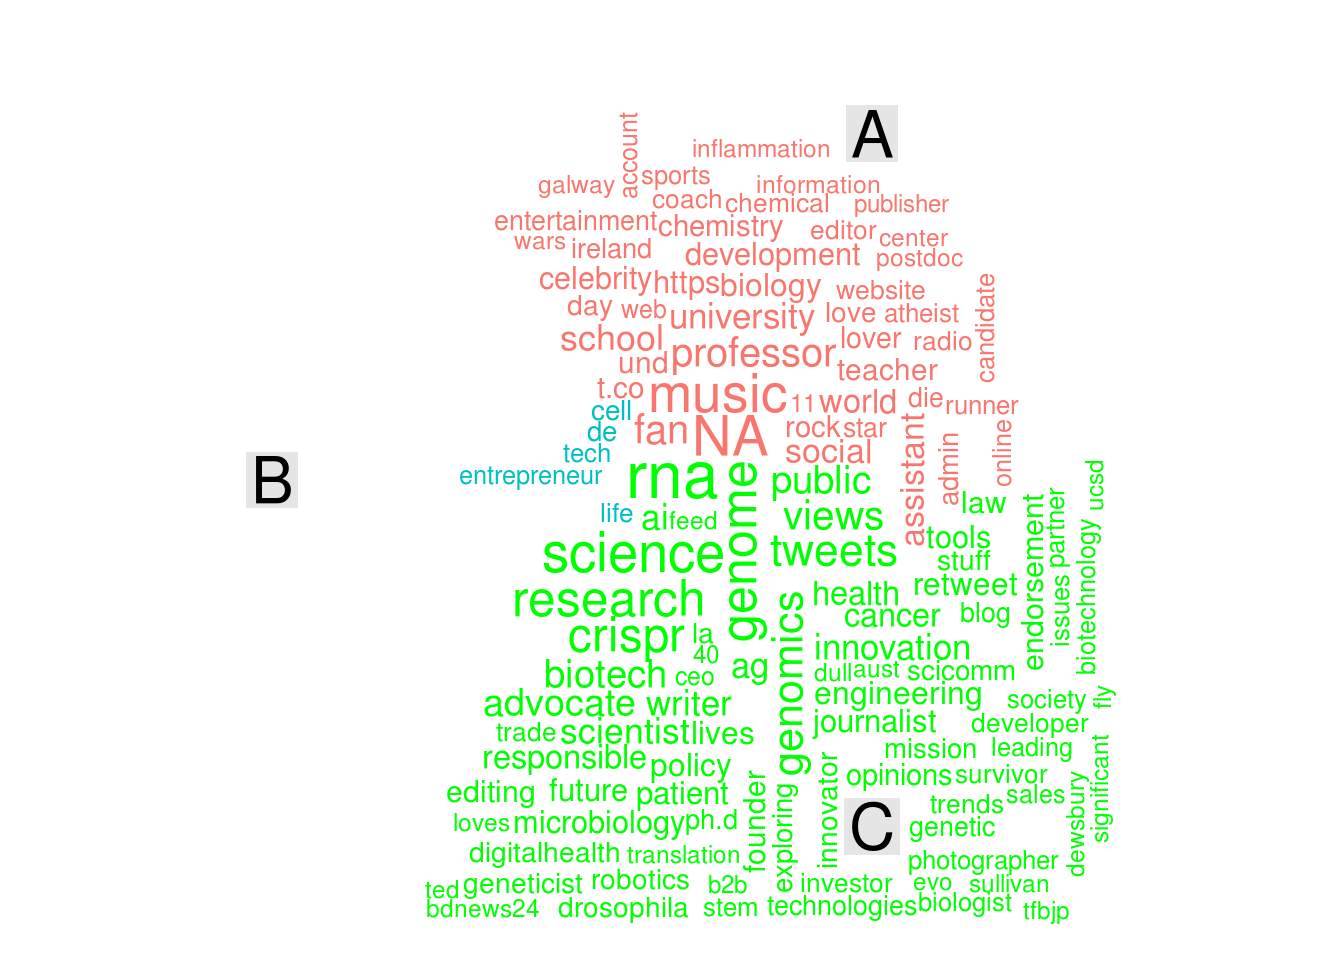 A
account
inflammation
galway
sports
information
coach
chemical
publisher
entertainment
chemistry
editor
center
wars
ireland
development
postdoc
celebrity
https
biology
website
candidate
day
web
university
love
atheist
school
professor
lover
radio
und
teacher
t.co
music
11
world
die
runner
cell
fan
NA
rock
star
assistant
admin
online
de
tech
social
B
entrepreneur
rna
genome
public
ucsd
life
ai
feed
views
law
endorsement
partner
science
tweets
tools
stuff
biotechnology
research
genomics
health
retweet
issues
crispr
la
cancer
blog
40
innovation
biotech
ceo
ag
dull
aust
scicomm
advocate
writer
engineering
society
fly
trade
scientist
lives
journalist
developer
responsible
policy
mission
leading
significant
editing
future
patient
founder
exploring
innovator
opinions
survivor
sales
dewsbury
loves
microbiology
ph.d
C
trends
genetic
digitalhealth
translation
photographer
ted
geneticist
robotics
b2b
investor
evo
sullivan
bdnews24
drosophila
stem
technologies
biologist
tfbjp